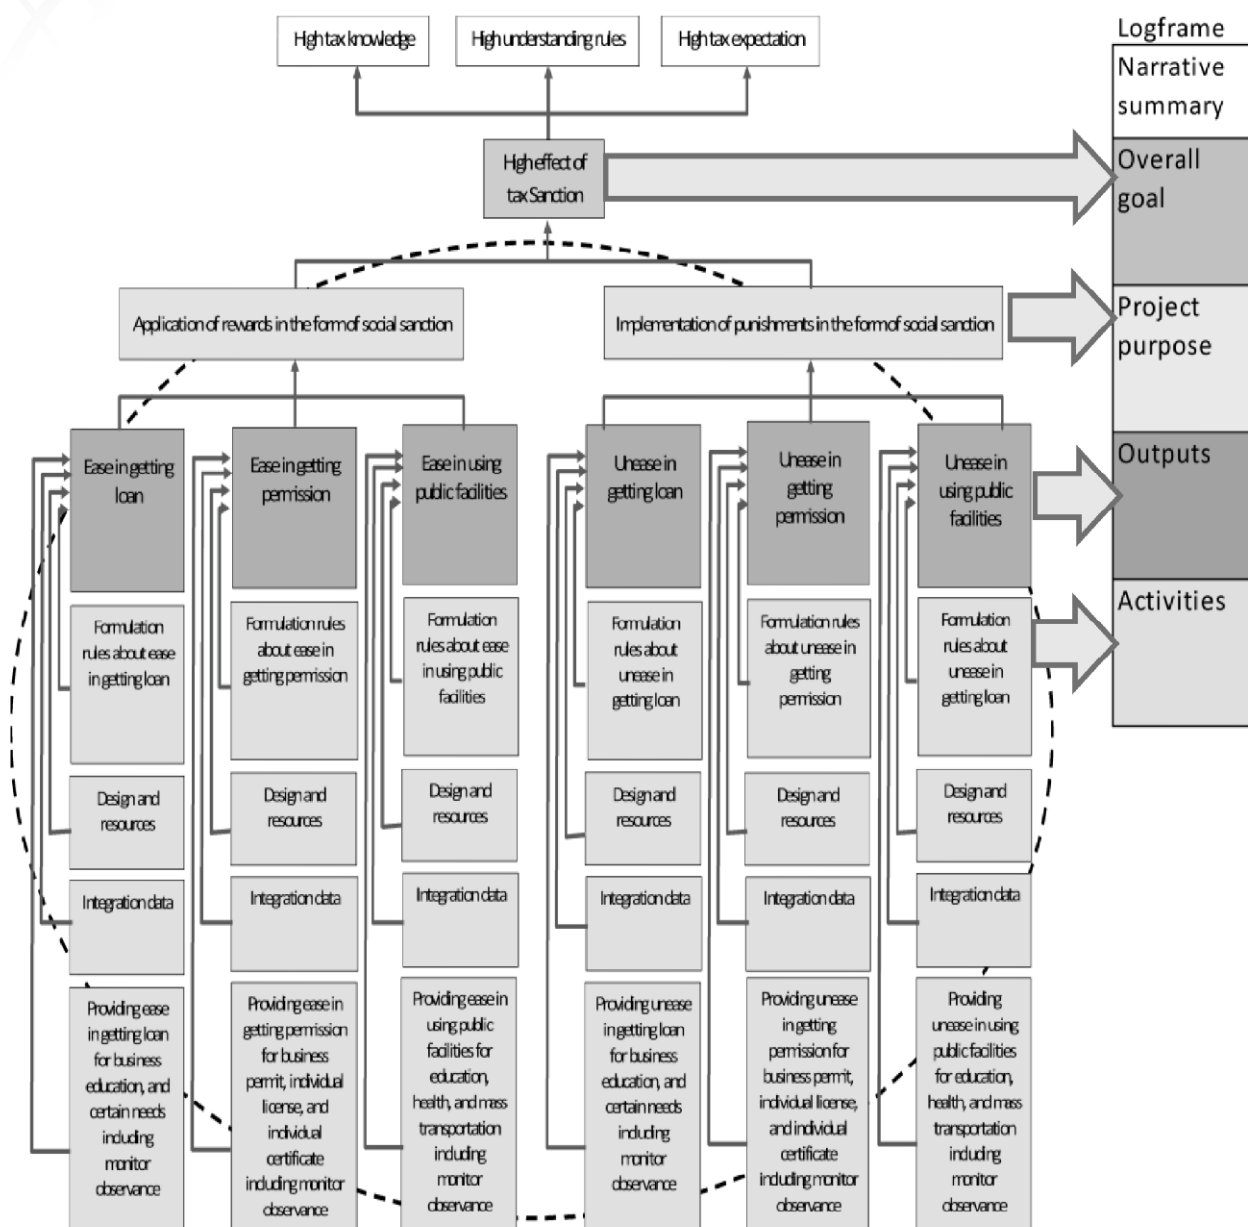 High tax knowledge
High understanding rules
High tax expectation
Logframe
Narrative
summary
High effect of
tax Sanction
Overall
goal
Application of rewards in the form of social sanction
Implementation of punishments in the form of social sanction
Project
purpose
Ease in getting
loan
Ease in getting
permission
Ease in using
public facilities
Unease in
getting loan
Unease in
getting
permission
Unease in
using public
facilities
Outputs
Formulation
rules about ease
in getting loan
Formulation rules
about ease in
getting permission
Formulation
rules about ease
in using public
facilities
Formulation
rules about
unease in
getting loan
Formulation rules
about unease in
getting
permission
Formulation
rules about
unease in
getting loan
Activities
Design and
resources
Design and
resources
Design and
resources
Design and
resources
Design and
resources
Design and
resources
Integration data
Integration data
Integration data
Integration data
Integration data
Integration data
Providing ease
in getting loan
for business
education, and
certain needs
including
monitor
observance
Providing ease in
getting permission
for business
permit, individual
license, and
individual
certificate
including monitor
observance
Providing ease in
using public
facilities for
education,
health, and mass
transportation
including
monitor
observance
Providing unease
in getting loan
for business
education, and
certain needs
including
monitor
observance
Providing unease
in getting
permission for
business permit,
individual license,
and individual
certificate
including monitor
observance
Providing
unease in using
public facilities
for education,
health, and mass
transportation
including
monitor
observance